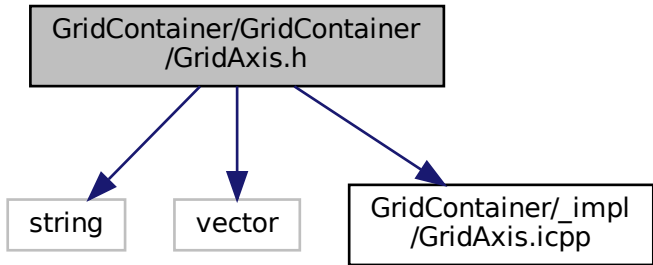 GridContainer/GridContainer
/GridAxis.h
string
vector
GridContainer/_impl
/GridAxis.icpp